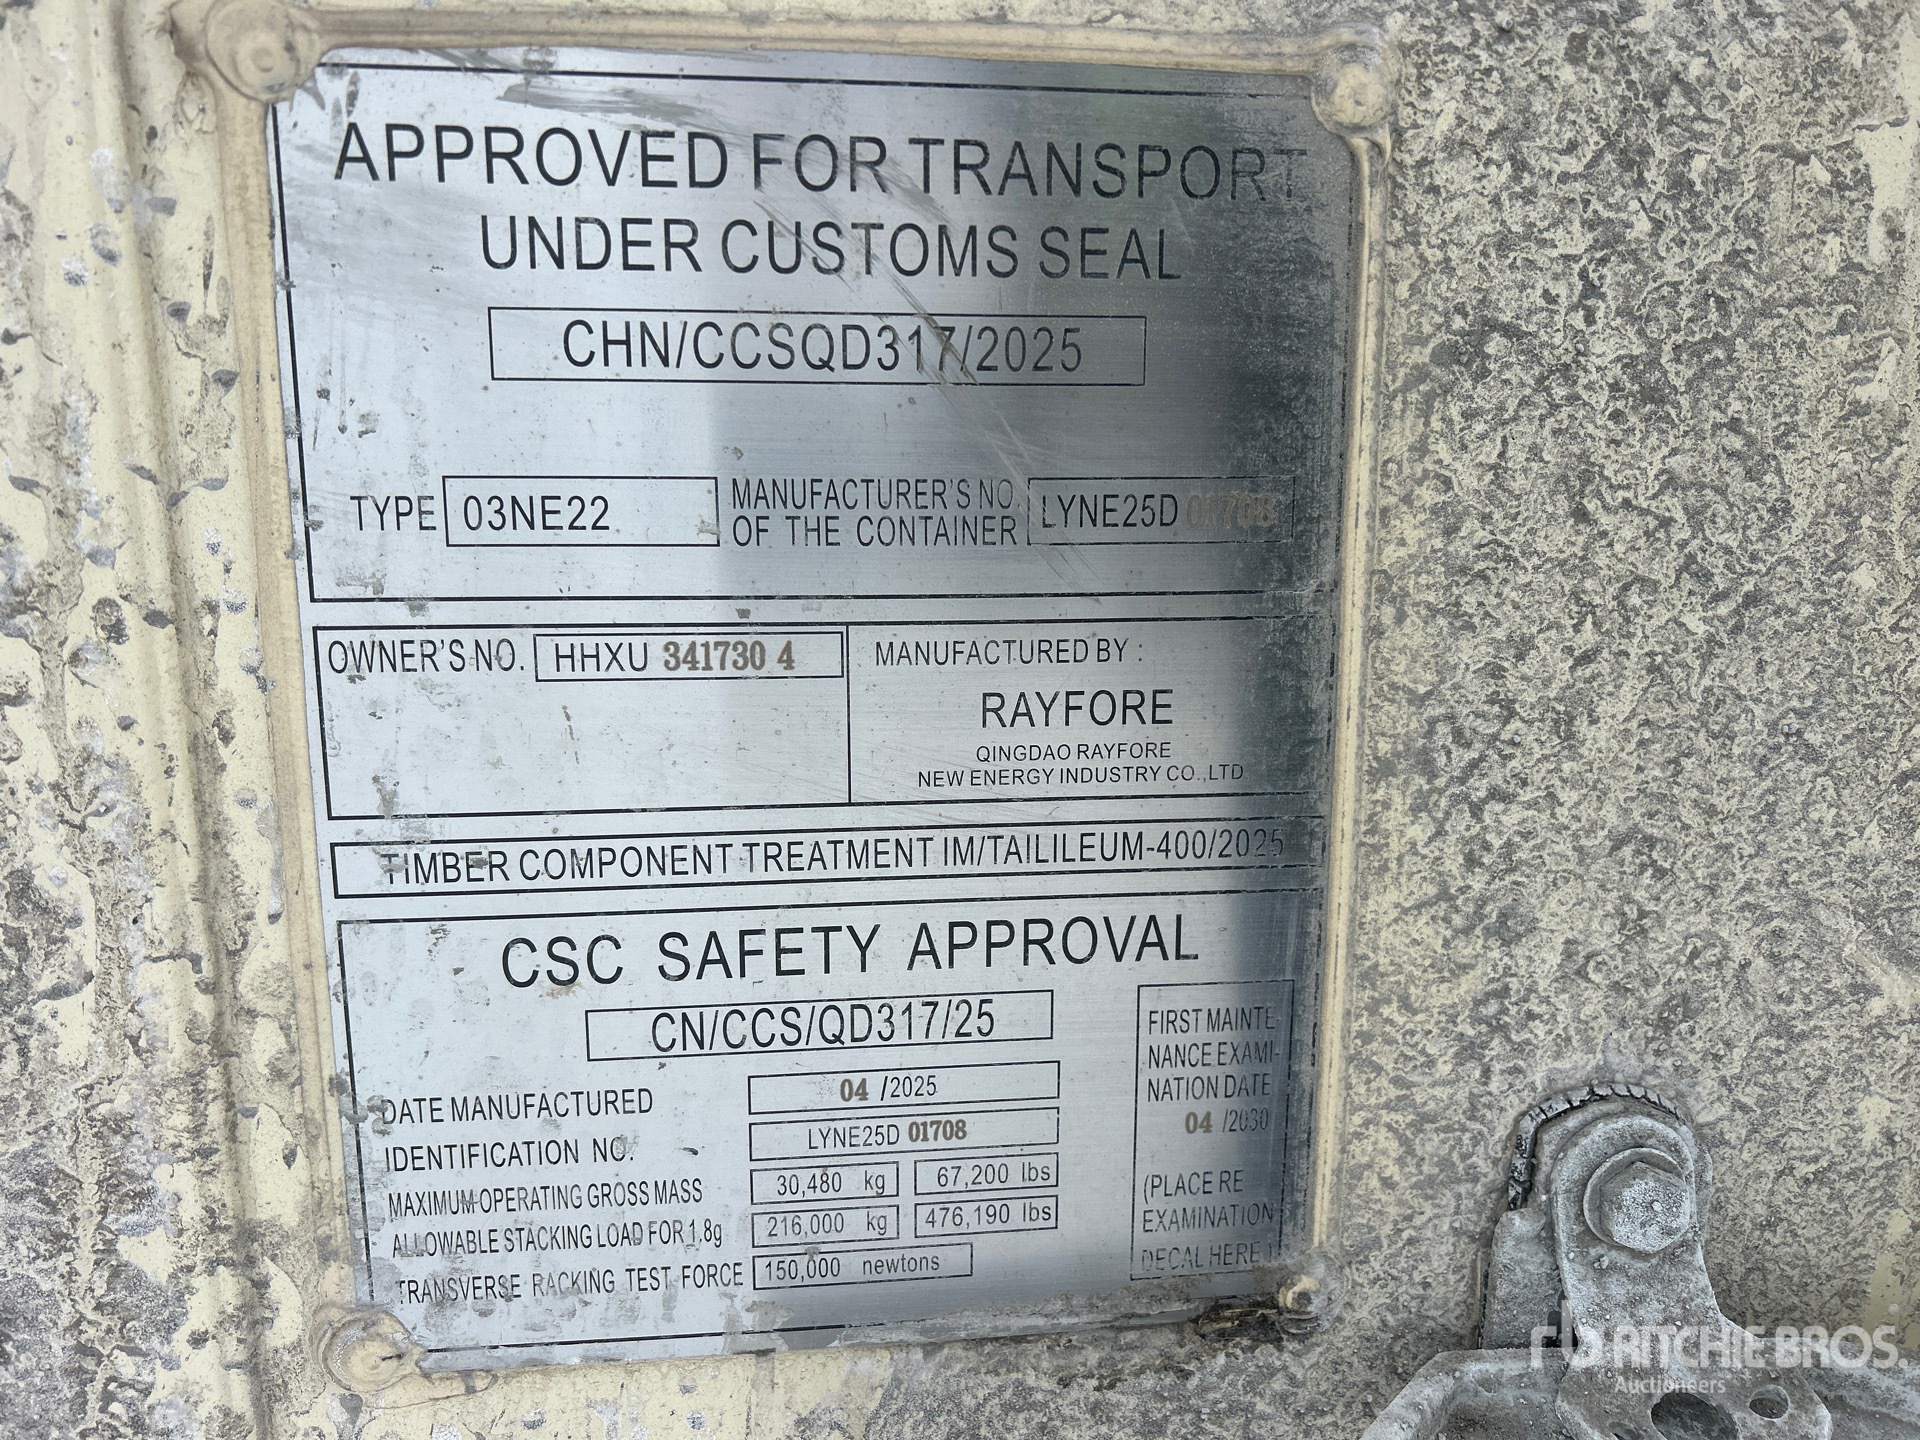 APPROVED FOR TRANSPORT
UNDER CUSTOMS SEAL
CHN/CCSQD317/2025
TYPE 03NE22 MANUFACTURER'S NO. OF THE CONTAINER LYNE25D 01708
OWNER'S NO. HHXU 341730 4
MANUFACTURED BY :
RAYFORE
QINGDAO RAYFORE
NEW ENERGY INDUSTRY CO.,LTD
TIMBER COMPONENT TREATMENT IM/TAILILEUM-400/2025
CSC SAFETY APPROVAL
CN/CCS/QD317/25
DATE MANUFACTURED 04 /2025
IDENTIFICATION NO. LYNE25D 01708
MAXIMUM OPERATING GROSS MASS 30,480 kg 67,200 lbs
ALLOWABLE STACKING LOAD FOR 1.8g 216,000 kg 476,190 lbs
TRANSVERSE RACKING TEST FORCE 150,000 newtons
FIRST MAINTE-
NANCE EXAMI-
NATION DATE
04 /2030
(PLACE RE
EXAMINATION
DECAL HERE )
RITCHIE BROS.
Auctioneers